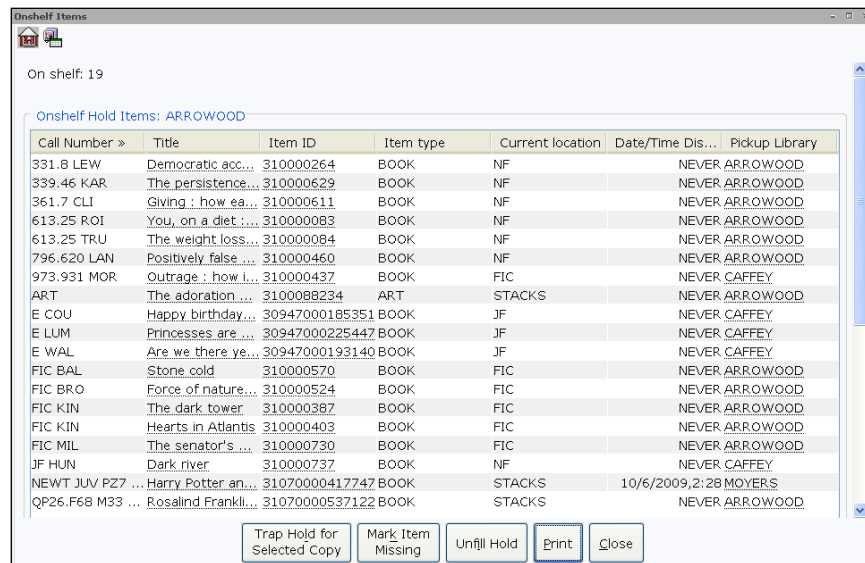 Onshelf Items
On shelf: 19
Onshelf Hold Items: ARROWOOD
Call Number » Title Item ID Item type Current location Date/Time Dis... Pickup Library
331.8 LEW Democratic acc... 310000264 BOOK NF NEVER ARROWOOD
339.46 KAR The persistence... 310000629 BOOK NF NEVER ARROWOOD
361.7 CLI Giving : how ea... 310000611 BOOK NF NEVER ARROWOOD
613.25 ROI You, on a diet :... 310000083 BOOK NF NEVER ARROWOOD
613.25 TRU The weight loss... 310000084 BOOK NF NEVER ARROWOOD
796.620 LAN Positively false ... 310000460 BOOK NF NEVER ARROWOOD
973.931 MOR Outrage : how i... 310000437 BOOK FIC NEVER CAFFEY
ART The adoration ... 3100088234 ART STACKS NEVER ARROWOOD
E COU Happy birthday... 30947000185351 BOOK JF NEVER CAFFEY
E LUM Princesses are ... 30947000225447 BOOK JF NEVER CAFFEY
E WAL Are we there ye... 30947000193140 BOOK JF NEVER CAFFEY
FIC BAL Stone cold 310000570 BOOK FIC NEVER ARROWOOD
FIC BRO Force of nature... 310000524 BOOK FIC NEVER ARROWOOD
FIC KIN The dark tower 310000387 BOOK FIC NEVER ARROWOOD
FIC KIN Hearts in Atlantis 310000403 BOOK FIC NEVER ARROWOOD
FIC MIL The senator's ... 310000730 BOOK FIC NEVER ARROWOOD
JF HUN Dark river 310000737 BOOK NF NEVER CAFFEY
NEWT JUV PZ7 ... Harry Potter an... 31070000417747 BOOK STACKS 10/6/2009,2:28 MOYERS
QP26.F68 M33 ... Rosalind Frankli... 31070000537122 BOOK STACKS NEVER ARROWOOD
Trap Hold for Selected Copy Mark Item Missing Unfill Hold Print Close